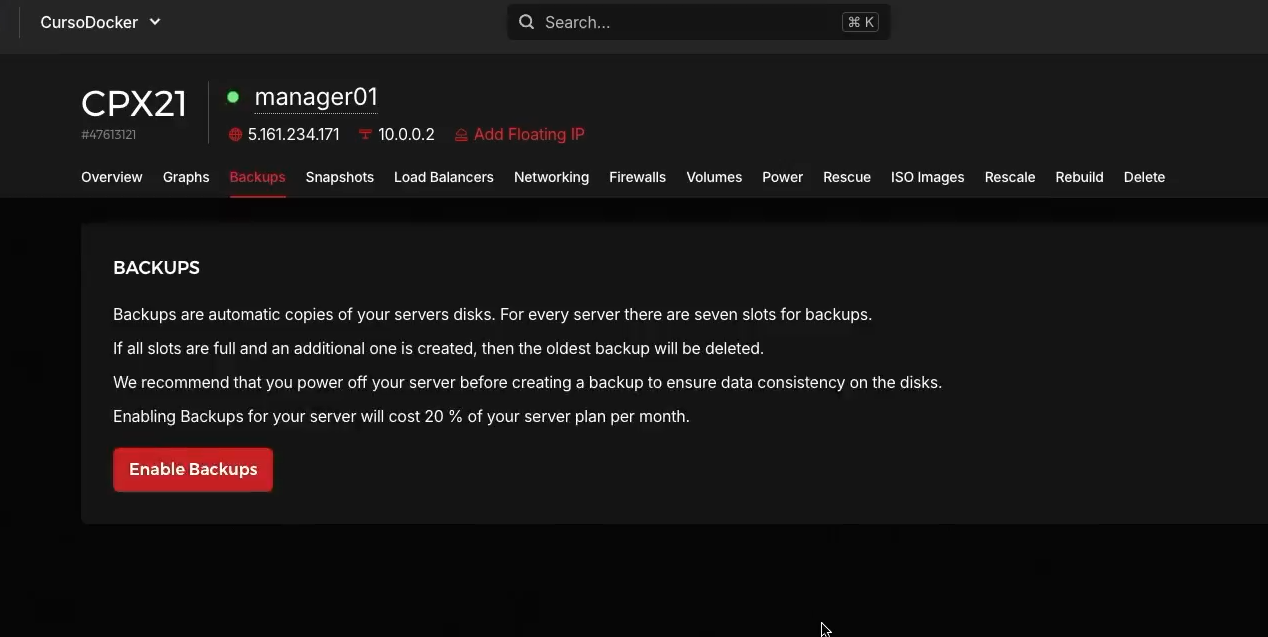 CursoDocker
Search... ⌘ K
CPX21
#47613121
manager01
5.161.234.171 10.0.0.2 Add Floating IP
Overview Graphs Backups Snapshots Load Balancers Networking Firewalls Volumes Power Rescue ISO Images Rescale Rebuild Delete
BACKUPS
Backups are automatic copies of your servers disks. For every server there are seven slots for backups.
If all slots are full and an additional one is created, then the oldest backup will be deleted.
We recommend that you power off your server before creating a backup to ensure data consistency on the disks.
Enabling Backups for your server will cost 20 % of your server plan per month.
Enable Backups